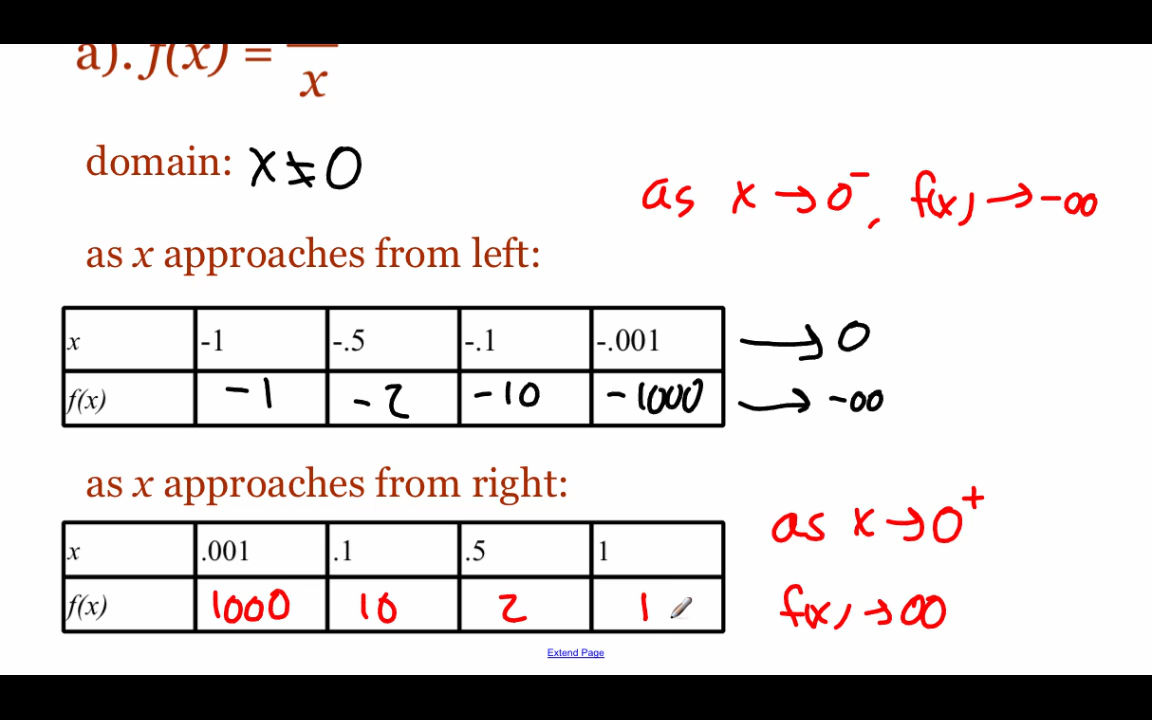 a). f(x) =
x
domain: x ≠ 0
as x → 0⁻, f(x) → -∞
as x approaches from left:
x -1 -.5 -.1 -.001 → 0
f(x) -1 -2 -10 -1000 → -∞
as x approaches from right:
as x → 0⁺
x .001 .1 .5 1
f(x) 1000 10 2 1 f(x) → ∞
Extend Page